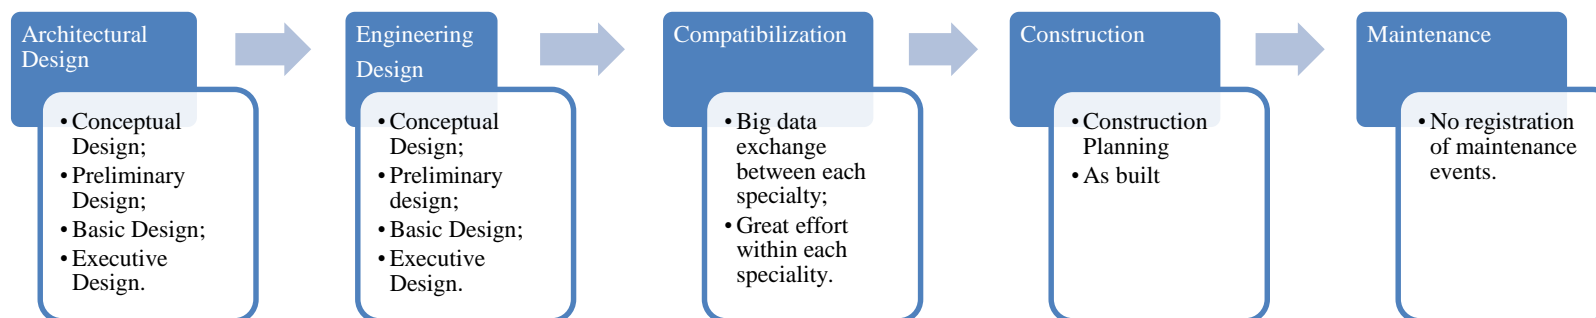 Architectural
Design
• Conceptual
Design;
• Preliminary
Design;
• Basic Design;
• Executive
Design.
Engineering
Design
• Conceptual
Design;
• Preliminary
design;
• Basic Design;
• Executive
Design.
Compatibilization
• Big data
exchange
between each
specialty;
• Great effort
within each
speciality.
Construction
• Construction
Planning
• As built
Maintenance
• No registration
of maintenance
events.